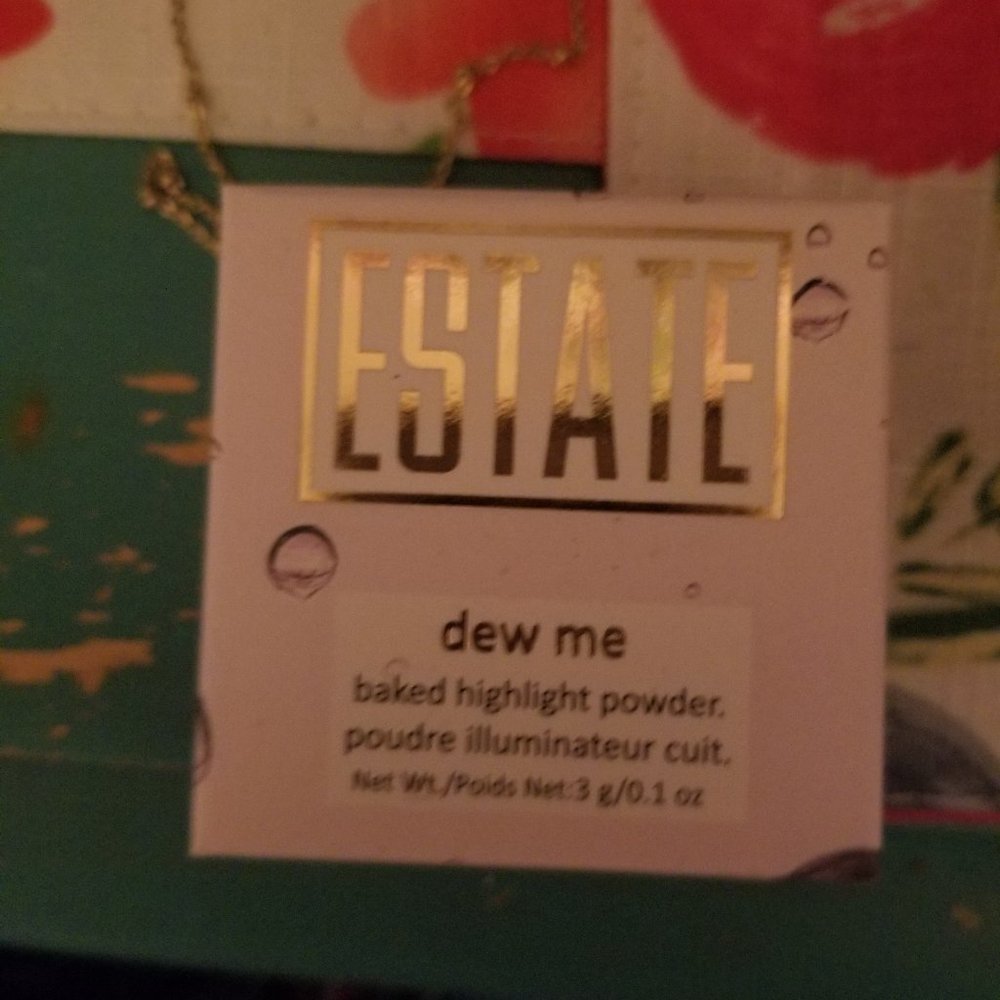 ESTATE
dew me
baked highlight powder.
poudre illuminateur cuit.
Net Wt./Poids Net:3 g/0.1 oz